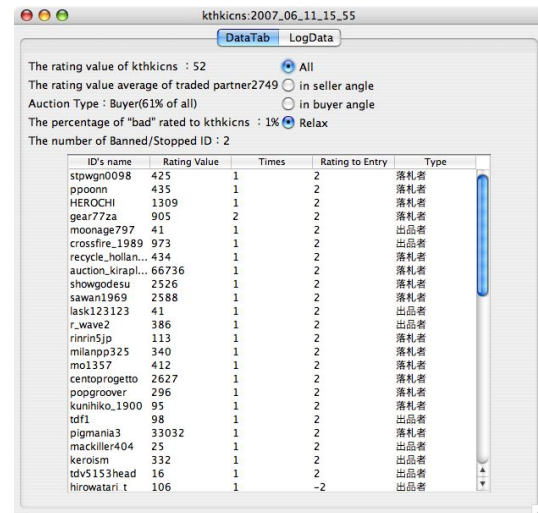 kthkicns:2007_06_11_15_55
DataTab LogData
The rating value of kthkicns : 52 All
The rating value average of traded partner2749 in seller angle
Auction Type : Buyer(61% of all) in buyer angle
The percentage of "bad" rated to kthkicns : 1% Relax
The number of Banned/Stopped ID : 2
ID's name Rating Value Times Rating to Entry Type
stpwgn0098 425 1 2 落札者
ppoonn 435 1 2 落札者
HEROCHI 1309 1 2 落札者
gear77za 905 2 2 落札者
moonage797 41 1 2 出品者
crossfire_1989 973 1 2 出品者
recycle_hollan... 434 1 2 落札者
auction_kirapl... 66736 1 2 落札者
showgodesu 2526 1 2 落札者
sawan1969 2588 1 2 落札者
lask123123 41 1 2 出品者
r_wave2 386 1 2 出品者
rinrin5jp 113 1 2 落札者
milanpp325 340 1 2 落札者
mo1357 412 1 2 落札者
centoprogetto 2627 1 2 落札者
popgroover 296 1 2 落札者
kunihiko_1900 95 1 2 落札者
tdf1 98 1 2 出品者
pigmania3 33032 1 2 落札者
mackiller404 25 1 2 出品者
keroism 332 1 2 出品者
tdv5153head 16 1 2 出品者
hirowatari_t 106 1 -2 出品者